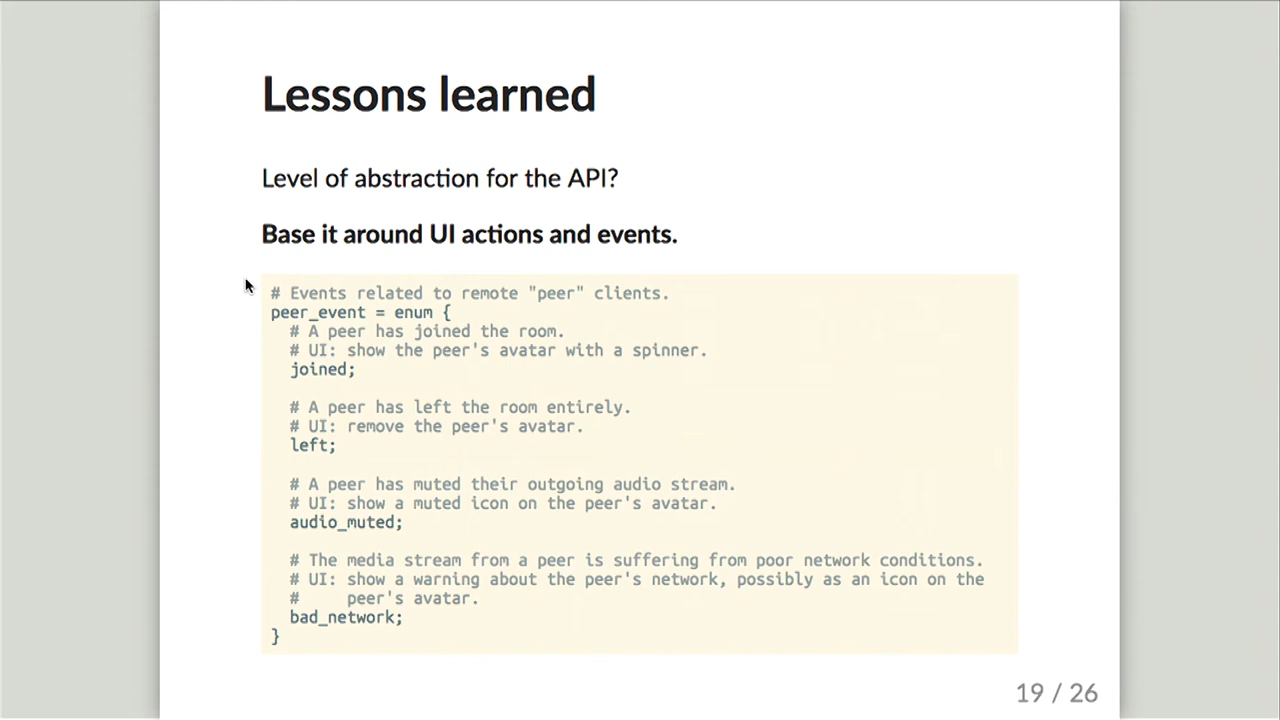 Lessons learned
Level of abstraction for the API?
Base it around UI actions and events.
# Events related to remote "peer" clients.
peer_event = enum {
  # A peer has joined the room.
  # UI: show the peer's avatar with a spinner.
  joined;

  # A peer has left the room entirely.
  # UI: remove the peer's avatar.
  left;

  # A peer has muted their outgoing audio stream.
  # UI: show a muted icon on the peer's avatar.
  audio_muted;

  # The media stream from a peer is suffering from poor network conditions.
  # UI: show a warning about the peer's network, possibly as an icon on the
  #     peer's avatar.
  bad_network;
}
19 / 26